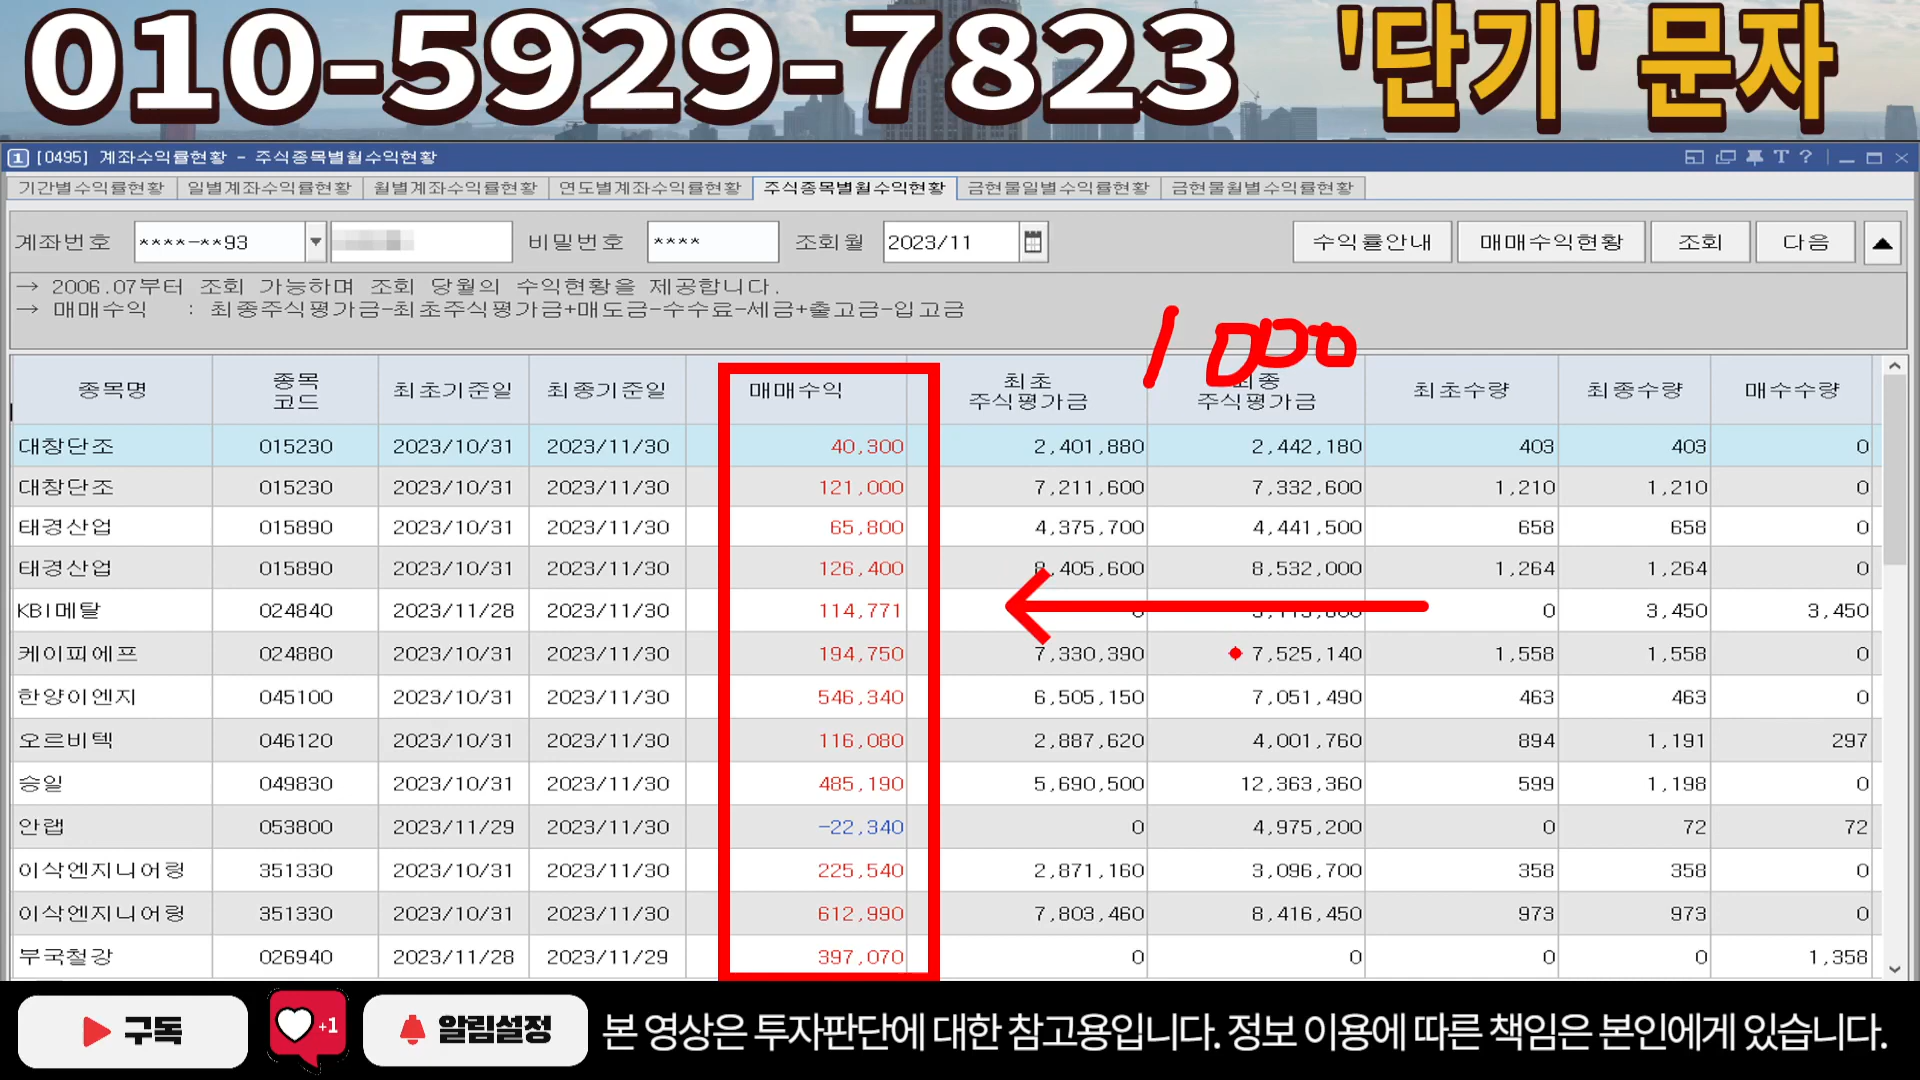 010-5929-7823 '단기' 문자
1 [0495] 계좌수익률현황 - 주식종목별월수익현황
기간별수익률현황 일별계좌수익률현황 월별계좌수익률현황 연도별계좌수익률현황 주식종목별월수익현황 금현물일별수익률현황 금현물월별수익률현황
계좌번호 ****-**93 비밀번호 **** 조회월 2023/11 수익률안내 매매수익현황 조회 다음
→ 2006.07부터 조회 가능하며 조회 당월의 수익현황을 제공합니다.
→ 매매수익 : 최종주식평가금-최초주식평가금+매도금-수수료-세금+출고금-입고금
1000
종목명 종목코드 최초기준일 최종기준일 매매수익 최초주식평가금 최종주식평가금 최초수량 최종수량 매수수량
대창단조 015230 2023/10/31 2023/11/30 40,300 2,401,880 2,442,180 403 403 0
대창단조 015230 2023/10/31 2023/11/30 121,000 7,211,600 7,332,600 1,210 1,210 0
태경산업 015890 2023/10/31 2023/11/30 65,800 4,375,700 4,441,500 658 658 0
태경산업 015890 2023/10/31 2023/11/30 126,400 8,405,600 8,532,000 1,264 1,264 0
KBI메탈 024840 2023/11/28 2023/11/30 114,771 0 0 3,450 3,450
케이피에프 024880 2023/10/31 2023/11/30 194,750 7,330,390 7,525,140 1,558 1,558 0
한양이엔지 045100 2023/10/31 2023/11/30 546,340 6,505,150 7,051,490 463 463 0
오르비텍 046120 2023/10/31 2023/11/30 116,080 2,887,620 4,001,760 894 1,191 297
승일 049830 2023/10/31 2023/11/30 485,190 5,690,500 12,363,360 599 1,198 0
안랩 053800 2023/11/29 2023/11/30 -22,340 0 4,975,200 0 72 72
이삭엔지니어링 351330 2023/10/31 2023/11/30 225,540 2,871,160 3,096,700 358 358 0
이삭엔지니어링 351330 2023/10/31 2023/11/30 612,990 7,803,460 8,416,450 973 973 0
부국철강 026940 2023/11/28 2023/11/29 397,070 0 0 0 0 1,358
구독 +1 알림설정 본 영상은 투자판단에 대한 참고용입니다. 정보 이용에 따른 책임은 본인에게 있습니다.